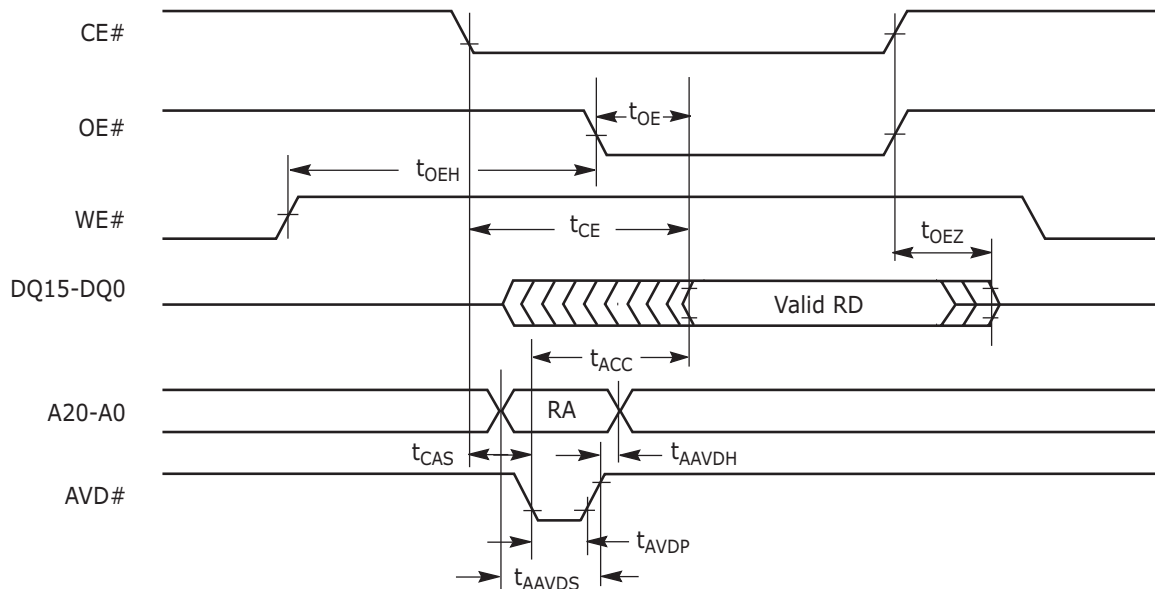 CE#
OE#
tOE
tOEH
WE#
tCE
tOEZ
DQ15-DQ0
Valid RD
tACC
A20-A0
RA
tCAS
tAAVDH
AVD#
tAVDP
tAAVDS